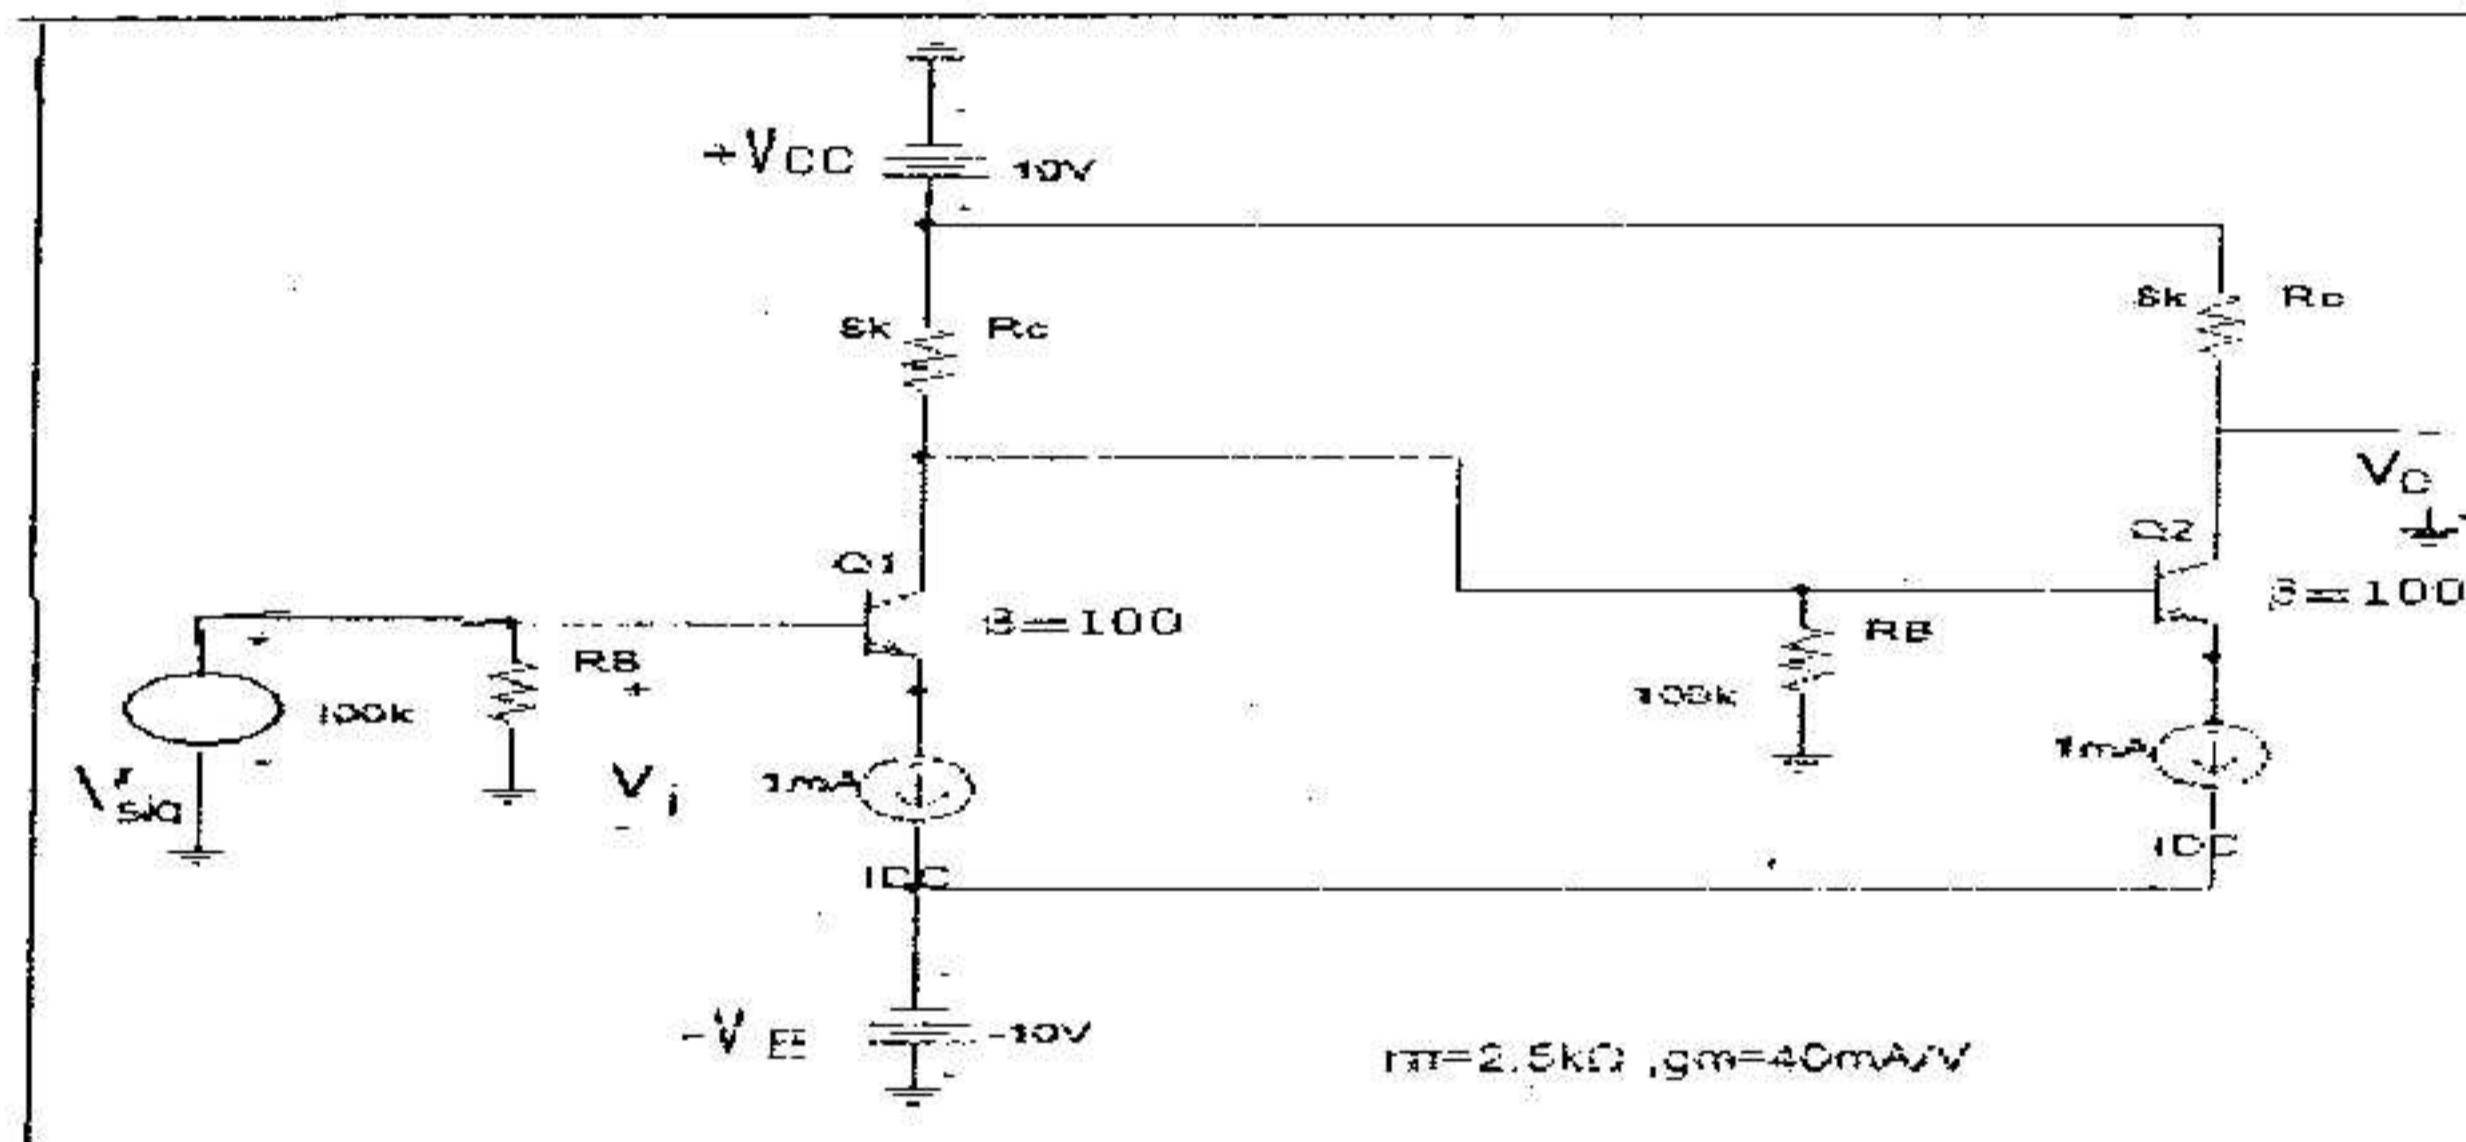 +VCC 10V
8k Rc
8k Rc
VO
Q1
β=100
Q2
β=100
RB
100k
+
Vi
-
Vsig
RB
100k
1mA
IDC
1mA
IDC
-VEE -10V
rπ=2.5kΩ ,gm=40mA/V